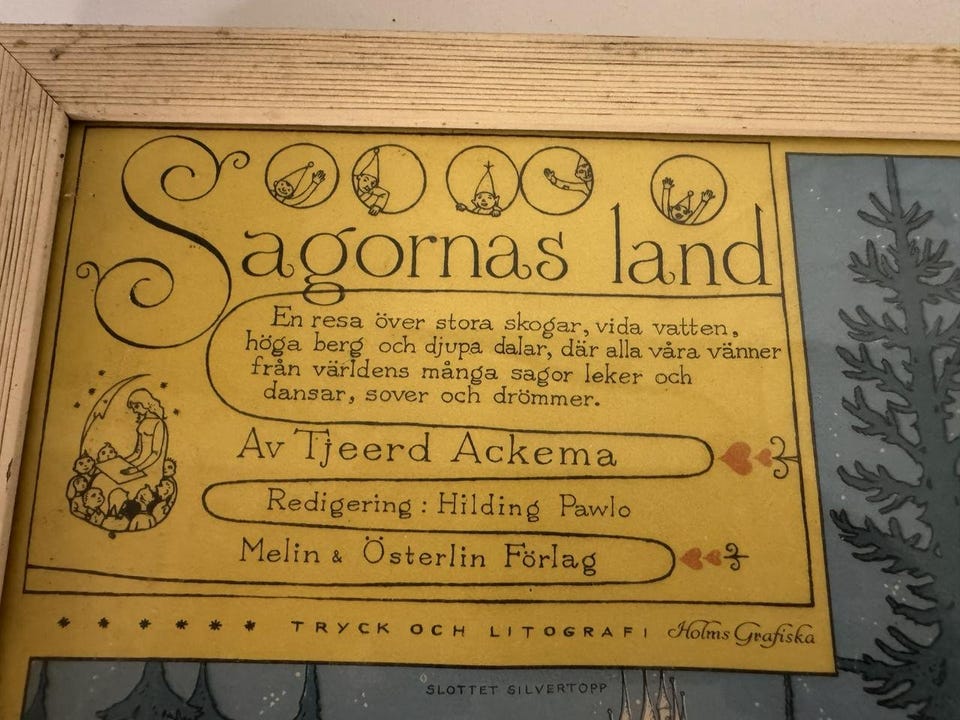 Sagornas land
En resa över stora skogar, vida vatten,
höga berg och djupa dalar, där alla våra vänner
från världens många sagor leker och
dansar, sover och drömmer.
Av Tjeerd Ackema
Redigering: Hilding Pawlo
Melin & Österlin Förlag
TRYCK OCH LITOGRAFI Holms Grafiska
SLOTTET SILVERTOPP